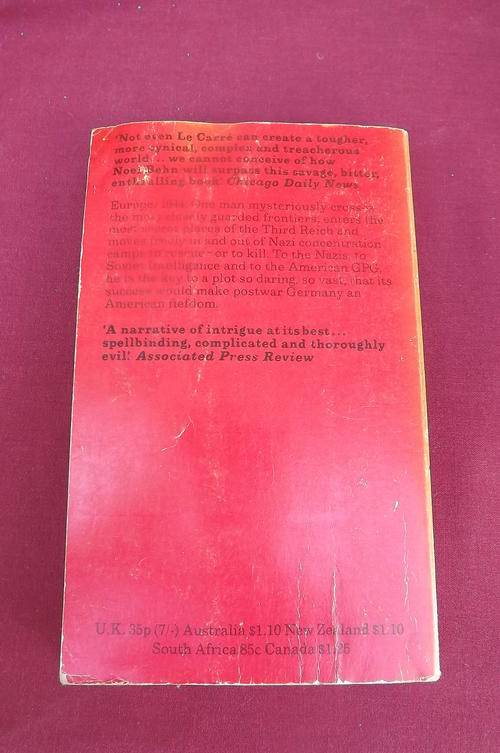 'Not even Le Carré can create a tougher,
more cynical, complex and treacherous
world... we cannot conceive of how
Noel Behn will surpass this savage, bitter,
enthralling book' Chicago Daily News
Europe, 1944. One man mysteriously crosses
the most closely guarded frontiers, enters the
most secret places of the Third Reich and
moves freely in and out of Nazi concentration
camps to rescue - or to kill. To the Nazis, to
Soviet Intelligence and to the American GPG,
he is the key to a plot so daring, so vast, that its
success would make postwar Germany an
American fiefdom.
'A narrative of intrigue at its best...
spellbinding, complicated and thoroughly
evil.' Associated Press Review
U.K. 35p (7/-) Australia $1.10 New Zealand $1.10
South Africa 85c Canada $1.25